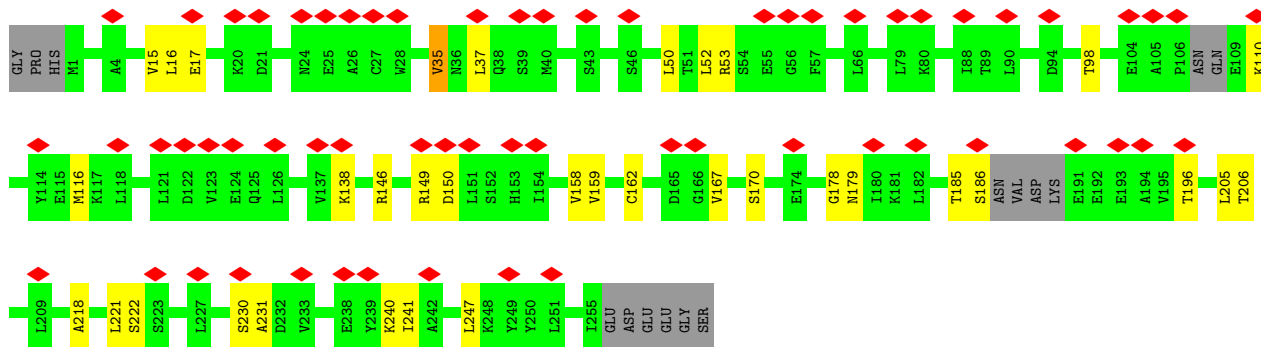 GLY PRO HIS M1 A4 V15 L16 E17 K20 D21 N24 E25 A26 C27 W28 V35 N36 L37 Q38 S39 M40 S43 S46 L50 T51 L52 R53 S54 E55 G56 F57 L66 L79 K80 I88 T89 L90 D94 T98 E104 A105 P106 ASN GLN E109 K110
Y114 E115 M116 K117 L118 L121 D122 V123 E124 Q125 L126 V137 K138 R146 R149 D150 L151 S152 H153 I154 V158 V159 C162 D165 G166 V167 S170 E174 G178 N179 I180 K181 L182 T185 S186 ASN VAL ASP LYS E191 E192 E193 A194 V195 T196 L205 T206
L209 A218 L221 S222 S223 L227 S230 A231 D232 V233 E238 Y239 K240 I241 A242 L247 K248 Y249 Y250 L251 I255 GLU ASP GLU GLU GLY SER